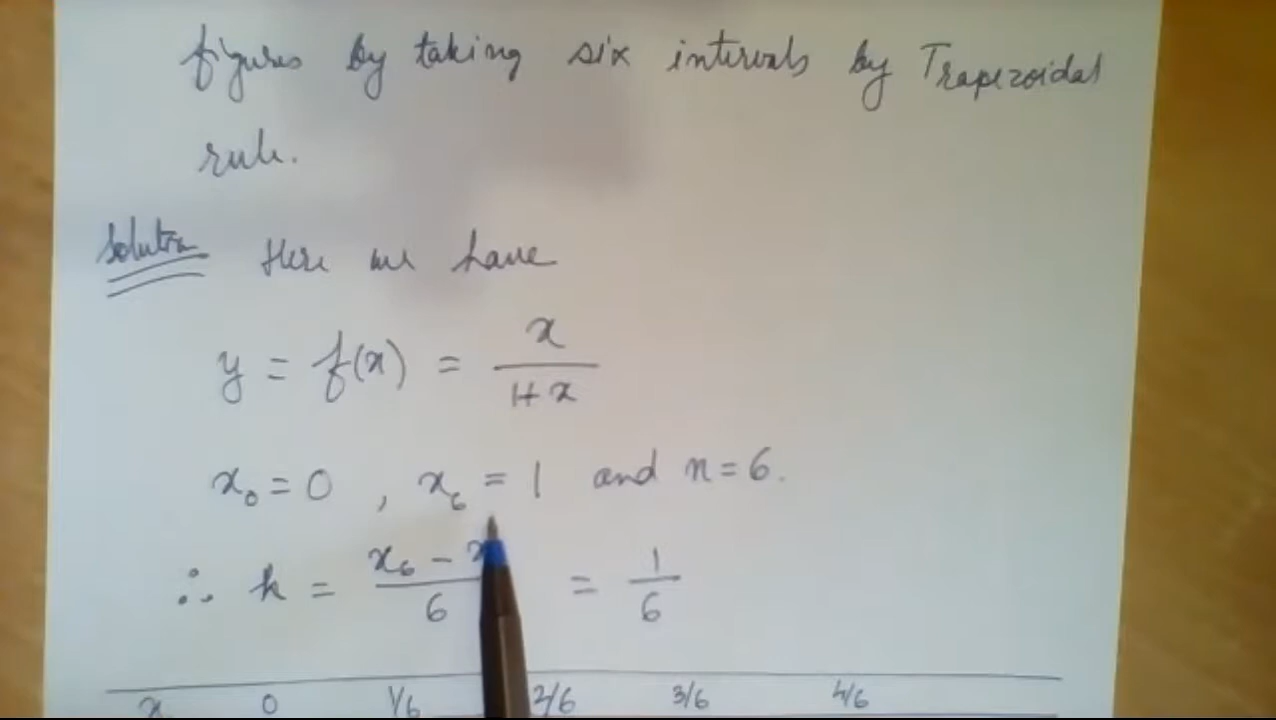 figures by taking six intervals by Trapezoidal
rule.
Solution Here we have
y = f(x) = x / 1+x
x₀ = 0 , x₆ = 1 and n = 6.
∴ h = x₆ - x / 6 = 1/6
x 0 1/6 2/6 3/6 4/6